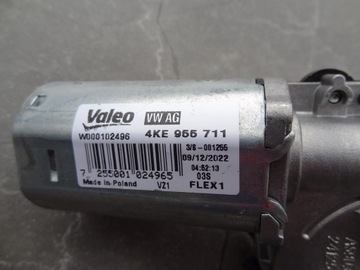 Valeo VW AG
W000102496 4KE 955 711
3/8-001255
09/12/2022
04:52:13
03S
7 255001 024965
Made in Poland VZ1 FLEX1